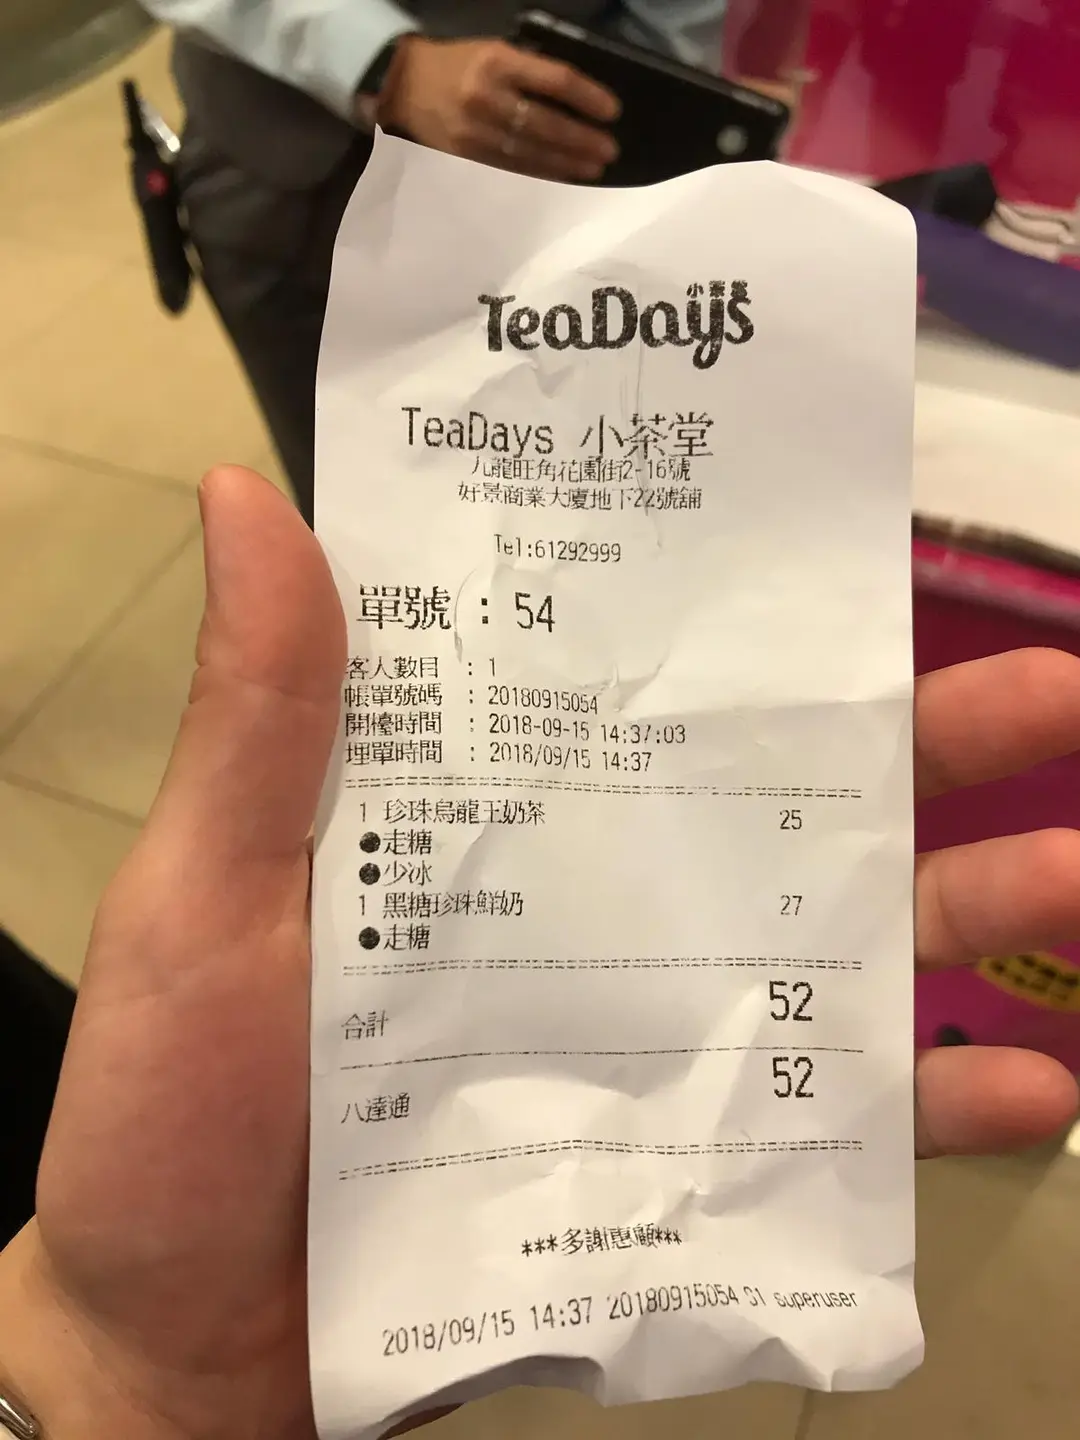 TeaDays
小茶堂
TeaDays 小茶堂
九龍旺角花園街2-16號
好景商業大廈地下22號舖
Tel:61292999
單號 : 54
客人數目 : 1
帳單號碼 : 20180915054
開檯時間 : 2018-09-15 14:37:03
埋單時間 : 2018/09/15 14:37
1 珍珠烏龍王奶茶 25
●走糖
●少冰
1 黑糖珍珠鮮奶 27
●走糖
合計 52
八達通 52
***多謝惠顧***
2018/09/15 14:37 20180915054 S1 superuser